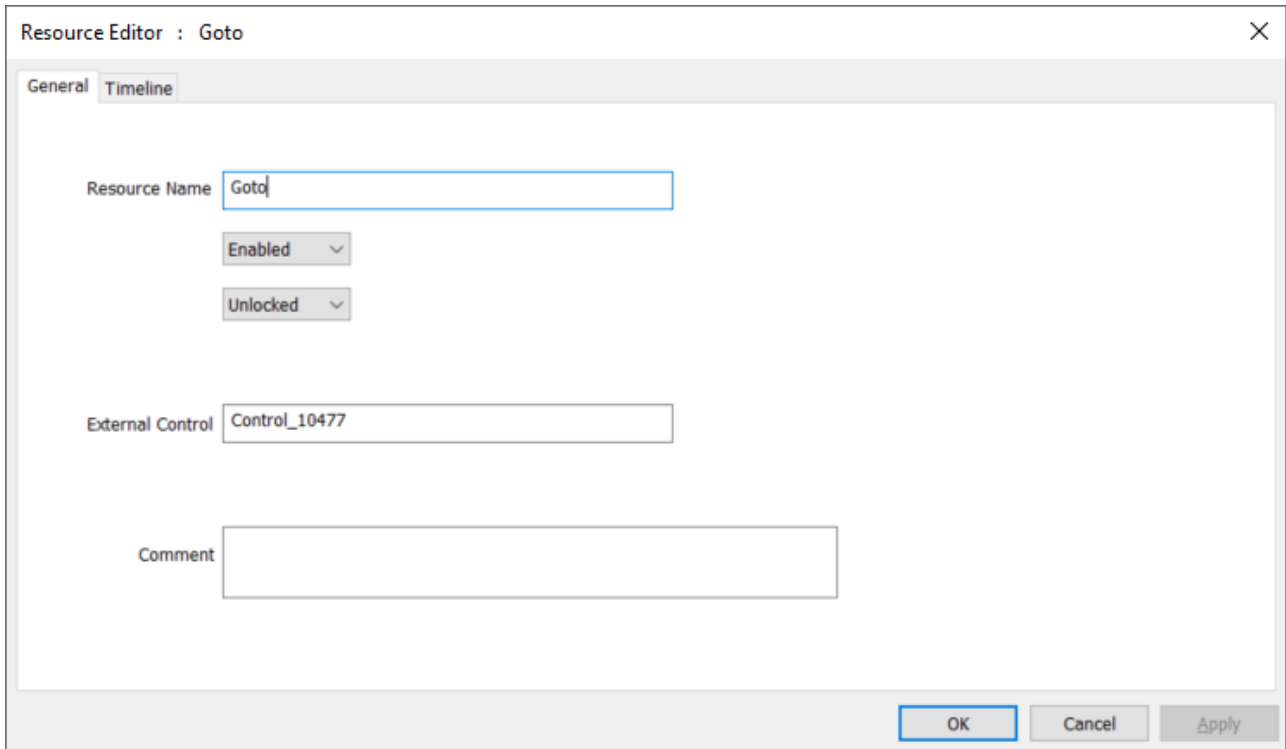 Resource Editor : Goto
General Timeline
Resource Name Goto
Enabled
Unlocked
External Control Control_10477
Comment
OK Cancel Apply